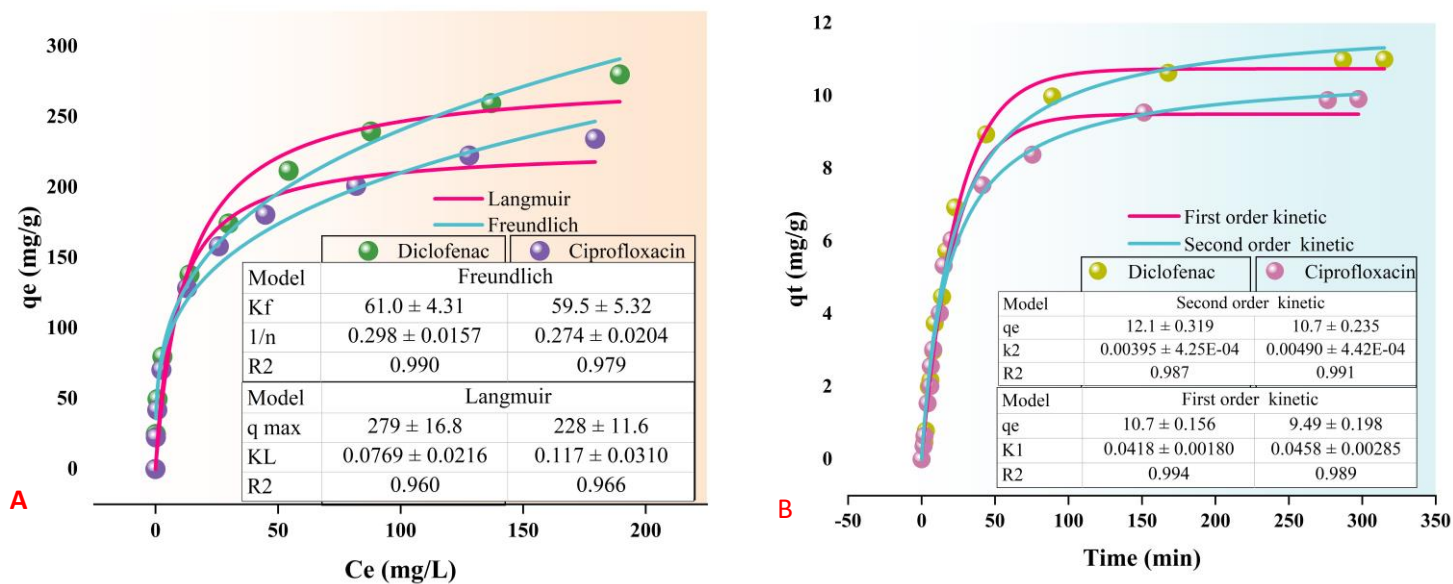 300
250
200
150
100
50
0
qe (mg/g)
0 50 100 150 200
Ce (mg/L)
Langmuir
Freundlich
Diclofenac Ciprofloxacin
Model Freundlich
Kf 61.0 ± 4.31 59.5 ± 5.32
1/n 0.298 ± 0.0157 0.274 ± 0.0204
R2 0.990 0.979
Model Langmuir
q max 279 ± 16.8 228 ± 11.6
KL 0.0769 ± 0.0216 0.117 ± 0.0310
R2 0.960 0.966
A
12
10
8
6
4
2
0
qt (mg/g)
-50 0 50 100 150 200 250 300 350
Time (min)
First order kinetic
Second order kinetic
Diclofenac Ciprofloxacin
Model Second order kinetic
qe 12.1 ± 0.319 10.7 ± 0.235
k2 0.00395 ± 4.25E-04 0.00490 ± 4.42E-04
R2 0.987 0.991
Model First order kinetic
qe 10.7 ± 0.156 9.49 ± 0.198
K1 0.0418 ± 0.00180 0.0458 ± 0.00285
R2 0.994 0.989
B